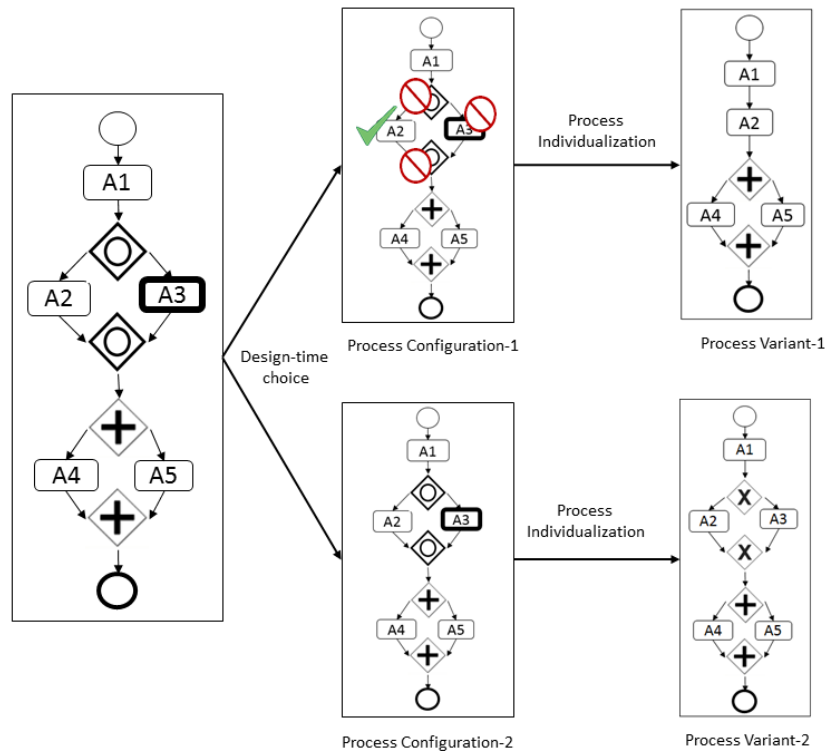 A1
A2
A3
A4
A5
Design-time
choice
A1
A2
A3
A4
A5
Process Configuration-1
Process
Individualization
A1
A2
A4
A5
Process Variant-1
A1
A2
A3
A4
A5
Process Configuration-2
Process
Individualization
A1
X
A2
A3
X
A4
A5
Process Variant-2